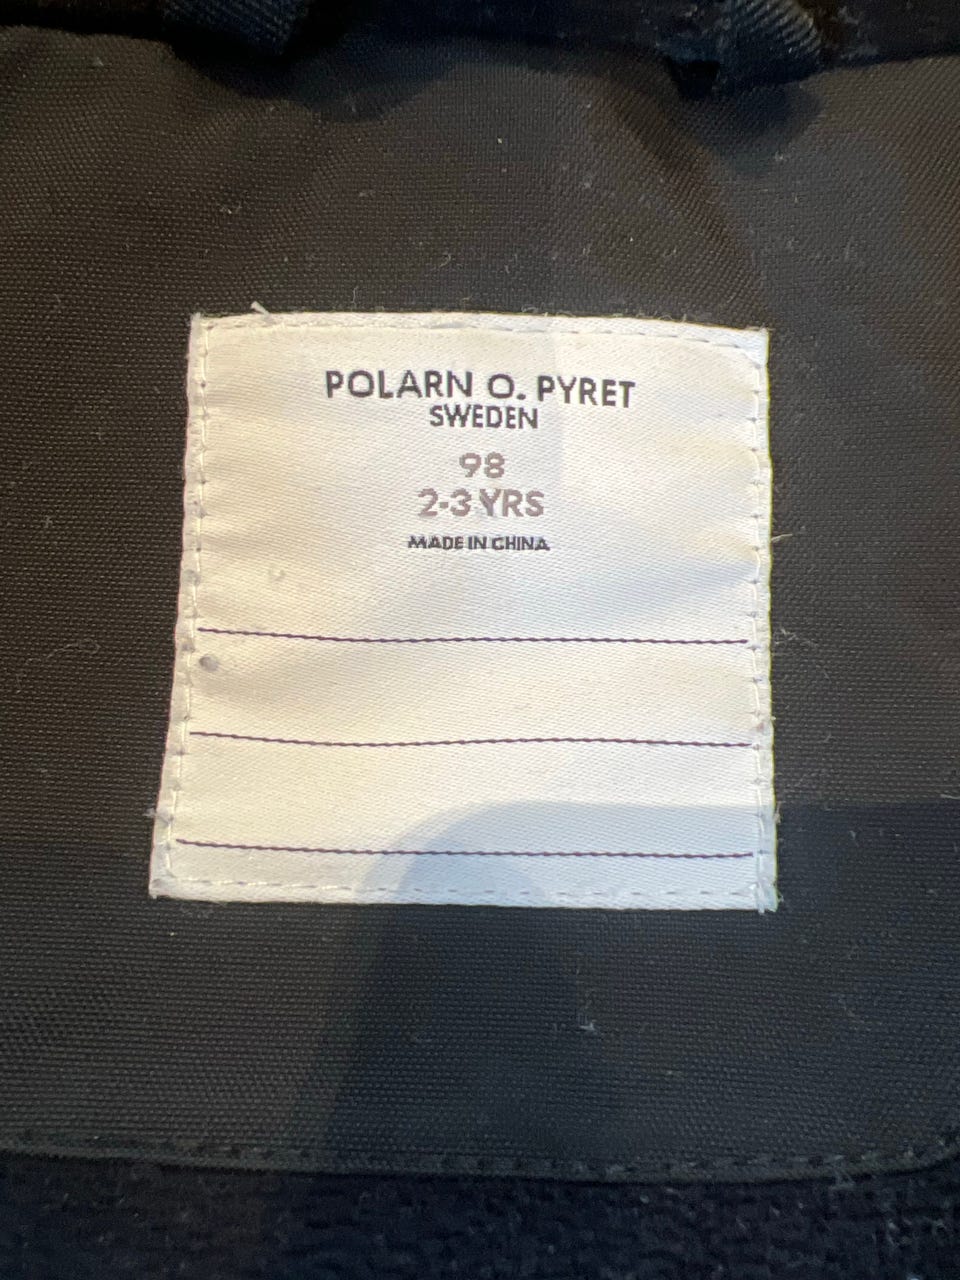 POLARN O. PYRET
SWEDEN
98
2-3 YRS
MADE IN CHINA